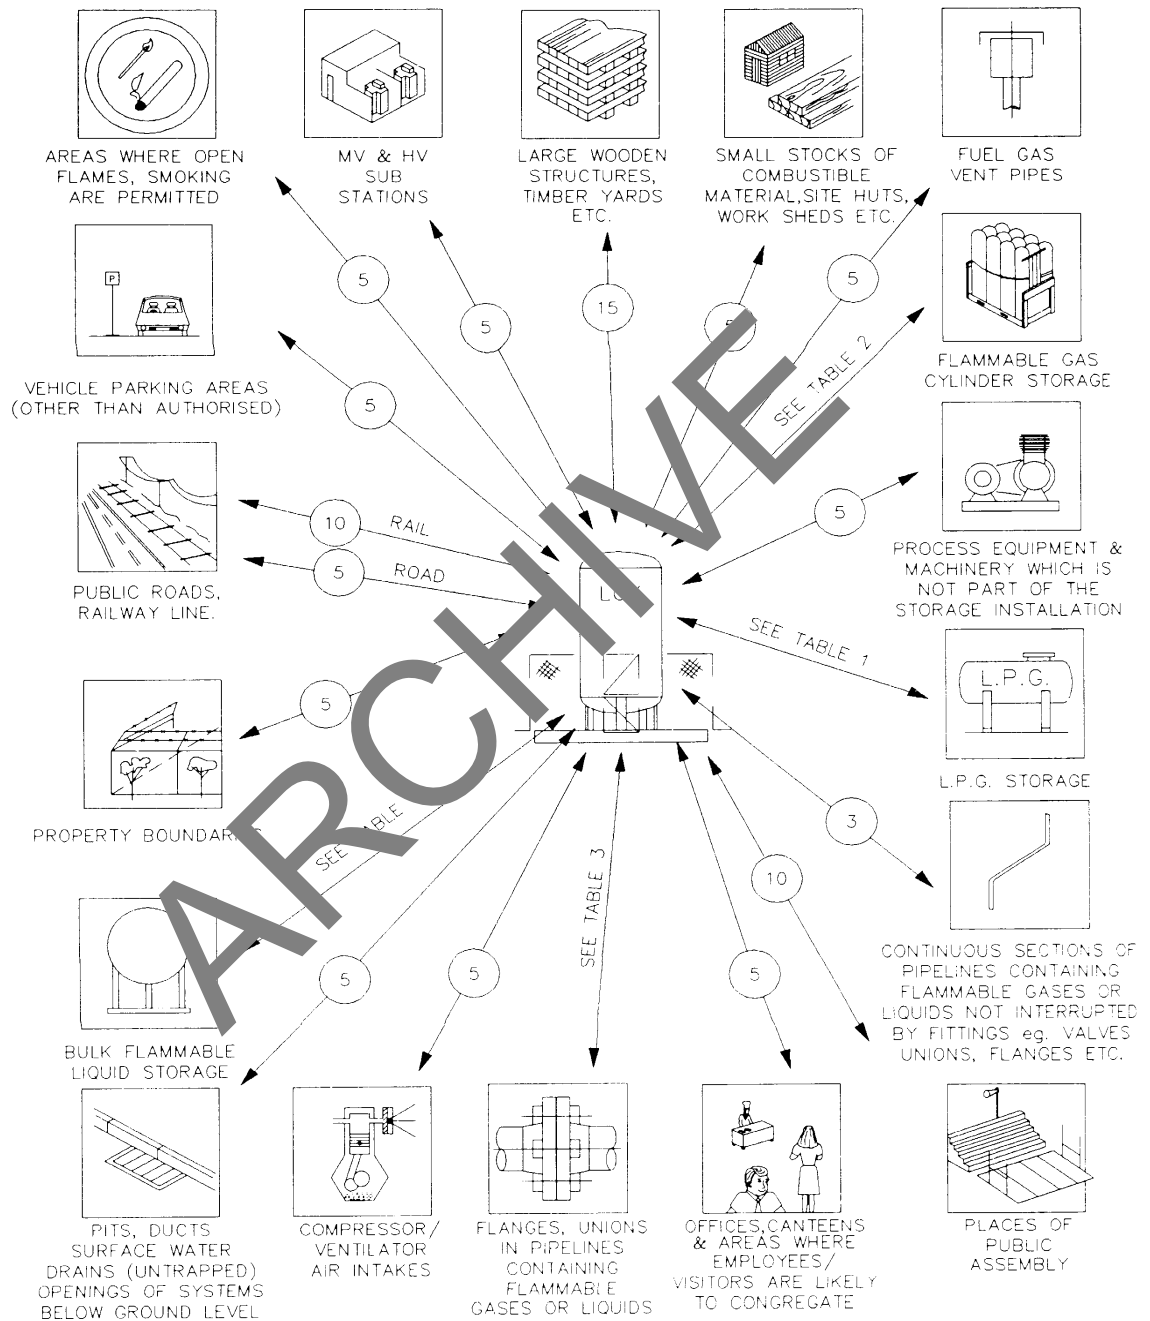 AREAS WHERE OPEN
FLAMES, SMOKING
ARE PERMITTED
MV & HV
SUB
STATIONS
LARGE WOODEN
STRUCTURES,
TIMBER YARDS
ETC.
SMALL STOCKS OF
COMBUSTIBLE
MATERIAL,SITE HUTS,
WORK SHEDS ETC.
FUEL GAS
VENT PIPES
5
5
15
5
5
P
VEHICLE PARKING AREAS
(OTHER THAN AUTHORISED)
5
SEE TABLE 2
FLAMMABLE GAS
CYLINDER STORAGE
10
RAIL
5
ROAD
PUBLIC ROADS,
RAILWAY LINE.
5
PROCESS EQUIPMENT &
MACHINERY WHICH IS
NOT PART OF THE
STORAGE INSTALLATION
SEE TABLE 1
L.P.G.
L.P.G. STORAGE
5
PROPERTY
ARCHIVE
SEE TABLE
3
10
SEE TABLE 3
5
5
5
CONTINUOUS SECTIONS OF
PIPELINES CONTAINING
FLAMMABLE GASES OR
LIQUIDS NOT INTERRUPTED
BY FITTINGS eg. VALVES
UNIONS, FLANGES ETC.
BULK FLAMMABLE
LIQUID STORAGE
PITS, DUCTS
SURFACE WATER
DRAINS (UNTRAPPED)
OPENINGS OF SYSTEMS
BELOW GROUND LEVEL
COMPRESSOR/
VENTILATOR
AIR INTAKES
FLANGES, UNIONS
IN PIPELINES
CONTAINING
FLAMMABLE
GASES OR LIQUIDS
OFFICES,CANTEENS
& AREAS WHERE
EMPLOYEES/
VISITORS ARE LIKELY
TO CONGREGATE
PLACES OF
PUBLIC
ASSEMBLY